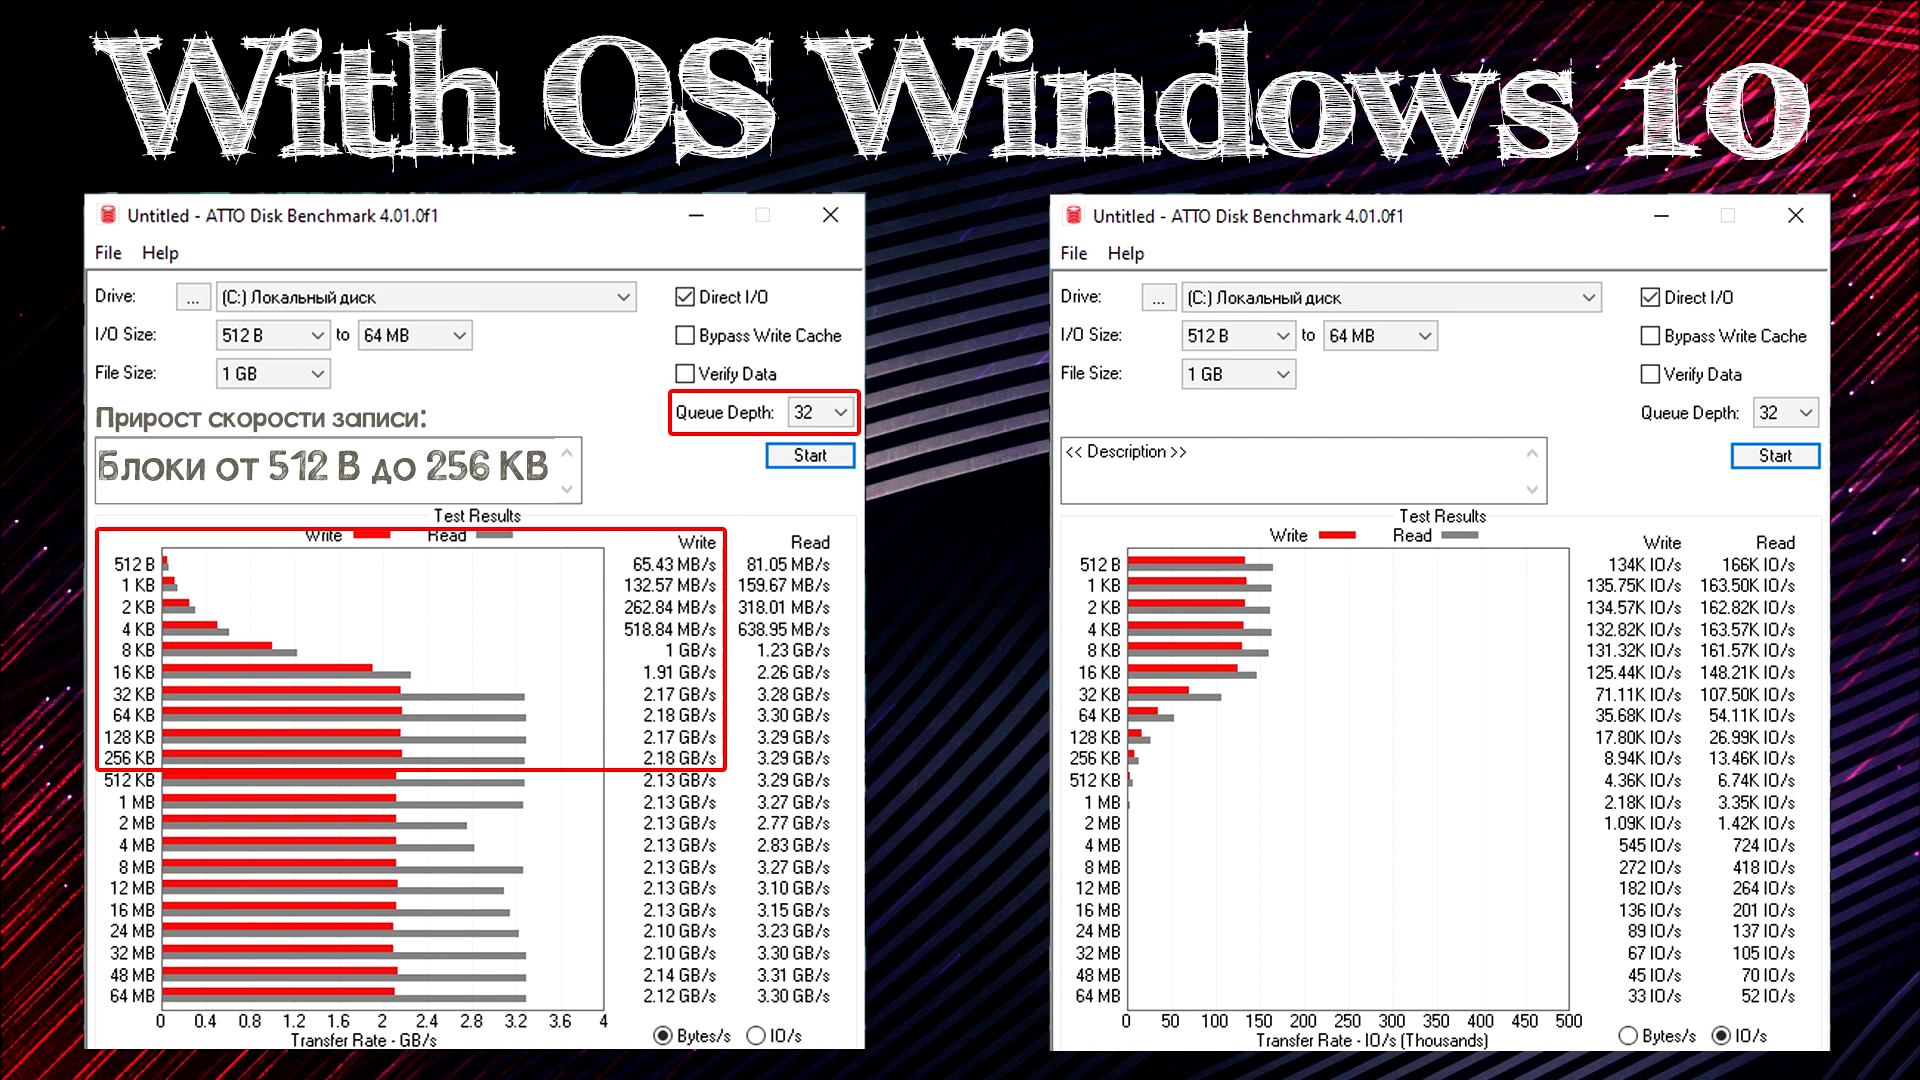 With OS Windows 10
Untitled - ATTO Disk Benchmark 4.01.0f1
File Help
Drive: ... (C:) Локальный диск
Direct I/O
I/O Size: 512 B to 64 MB
Bypass Write Cache
File Size: 1 GB
Verify Data
Прирост скорости записи:
Queue Depth: 32
Блоки от 512 B до 256 KB
Start
Test Results
Write Read
Write Read
512 B 65.43 MB/s 81.05 MB/s
1 KB 132.57 MB/s 159.67 MB/s
2 KB 262.84 MB/s 318.01 MB/s
4 KB 518.84 MB/s 638.95 MB/s
8 KB 1 GB/s 1.23 GB/s
16 KB 1.91 GB/s 2.26 GB/s
32 KB 2.17 GB/s 3.28 GB/s
64 KB 2.18 GB/s 3.30 GB/s
128 KB 2.17 GB/s 3.29 GB/s
256 KB 2.18 GB/s 3.29 GB/s
512 KB 2.13 GB/s 3.29 GB/s
1 MB 2.13 GB/s 3.27 GB/s
2 MB 2.13 GB/s 2.77 GB/s
4 MB 2.13 GB/s 2.83 GB/s
8 MB 2.13 GB/s 3.27 GB/s
12 MB 2.13 GB/s 3.10 GB/s
16 MB 2.13 GB/s 3.15 GB/s
24 MB 2.10 GB/s 3.23 GB/s
32 MB 2.10 GB/s 3.30 GB/s
48 MB 2.14 GB/s 3.31 GB/s
64 MB 2.12 GB/s 3.30 GB/s
0 0.4 0.8 1.2 1.6 2 2.4 2.8 3.2 3.6 4
Transfer Rate - GB/s
Bytes/s IO/s
Untitled - ATTO Disk Benchmark 4.01.0f1
File Help
Drive: ... (C:) Локальный диск
Direct I/O
I/O Size: 512 B to 64 MB
Bypass Write Cache
File Size: 1 GB
Verify Data
Queue Depth: 32
<< Description >>
Start
Test Results
Write Read
Write Read
512 B 134K IO/s 166K IO/s
1 KB 135.75K IO/s 163.50K IO/s
2 KB 134.57K IO/s 162.82K IO/s
4 KB 132.82K IO/s 163.57K IO/s
8 KB 131.32K IO/s 161.57K IO/s
16 KB 125.44K IO/s 148.21K IO/s
32 KB 71.11K IO/s 107.50K IO/s
64 KB 35.68K IO/s 54.11K IO/s
128 KB 17.80K IO/s 26.99K IO/s
256 KB 8.94K IO/s 13.46K IO/s
512 KB 4.36K IO/s 6.74K IO/s
1 MB 2.18K IO/s 3.35K IO/s
2 MB 1.09K IO/s 1.42K IO/s
4 MB 545 IO/s 724 IO/s
8 MB 272 IO/s 418 IO/s
12 MB 182 IO/s 264 IO/s
16 MB 136 IO/s 201 IO/s
24 MB 89 IO/s 137 IO/s
32 MB 67 IO/s 105 IO/s
48 MB 45 IO/s 70 IO/s
64 MB 33 IO/s 52 IO/s
0 50 100 150 200 250 300 350 400 450 500
Transfer Rate - IO/s (Thousands)
Bytes/s IO/s